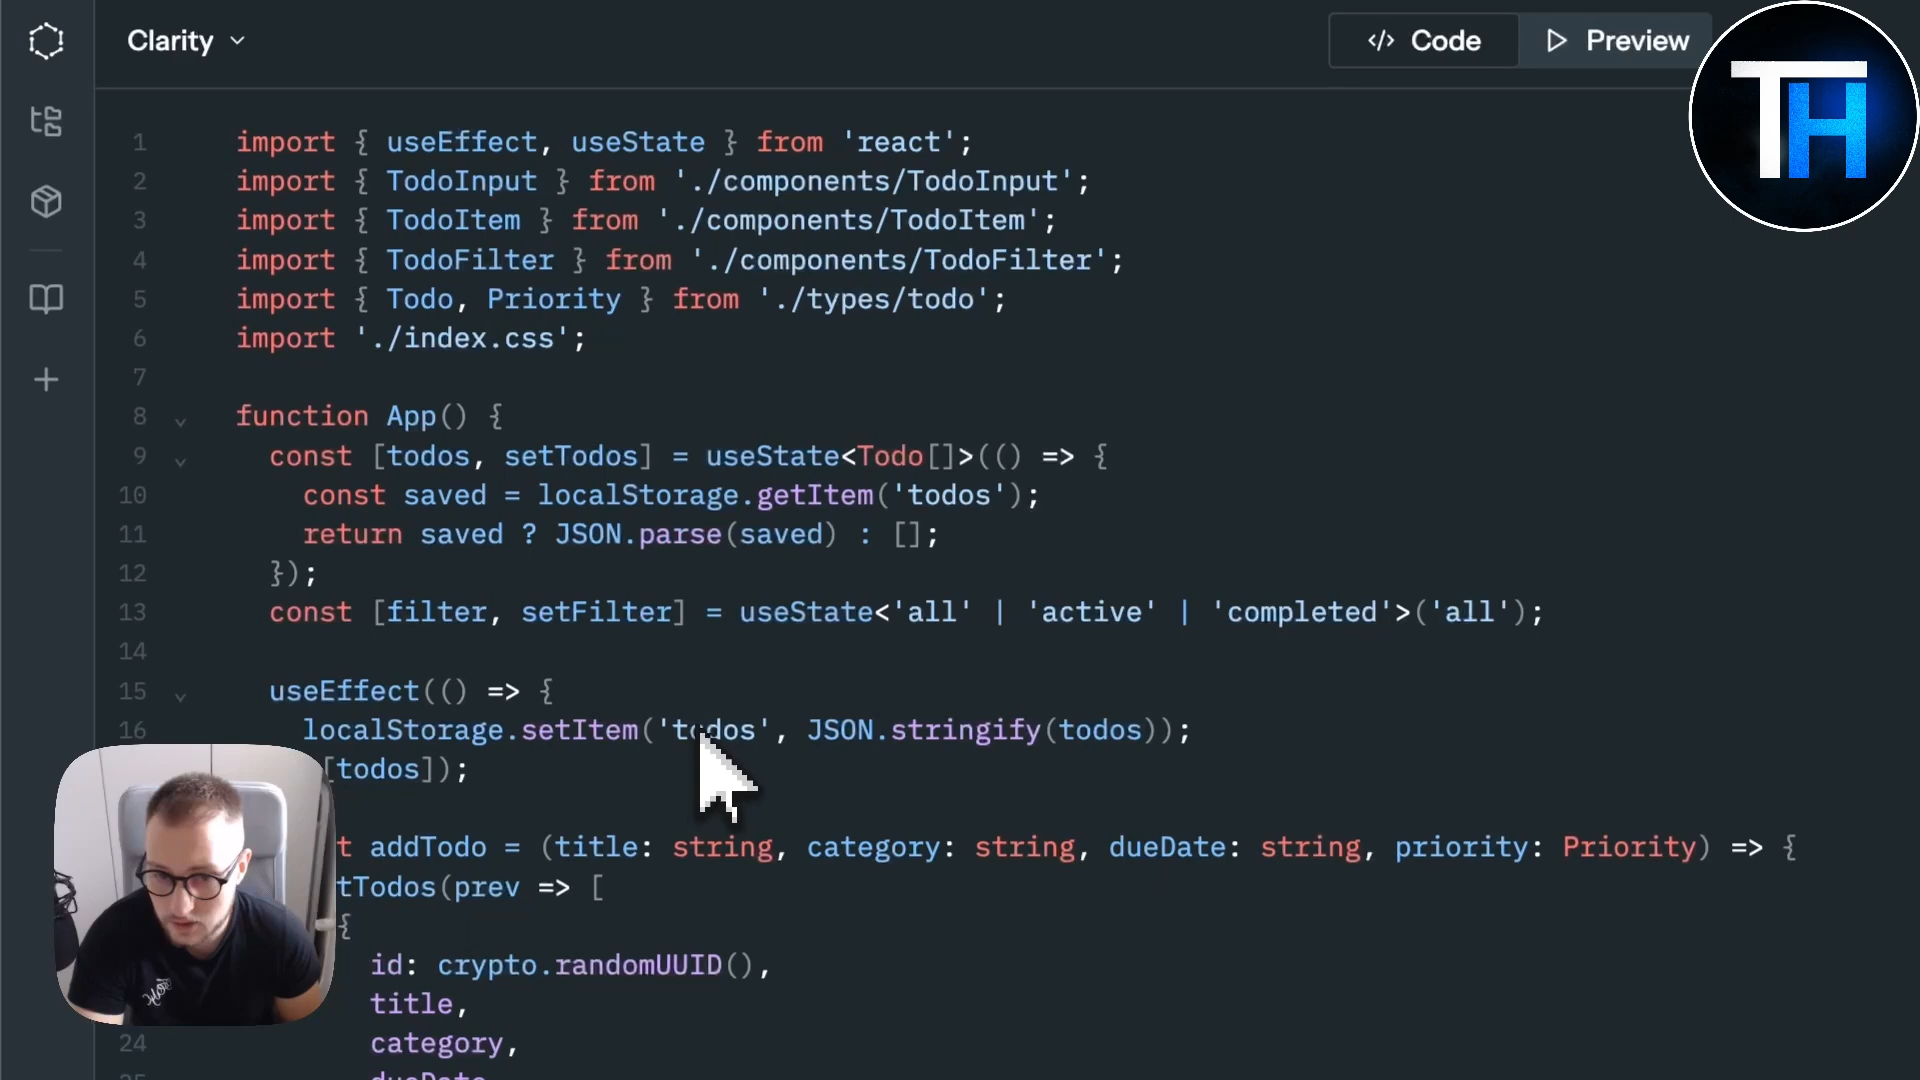 Clarity
Code
Preview
TH
1 import { useEffect, useState } from 'react';
2 import { TodoInput } from './components/TodoInput';
3 import { TodoItem } from './components/TodoItem';
4 import { TodoFilter } from './components/TodoFilter';
5 import { Todo, Priority } from './types/todo';
6 import './index.css';
7
8 function App() {
9 const [todos, setTodos] = useState<Todo[]>(() => {
10 const saved = localStorage.getItem('todos');
11 return saved ? JSON.parse(saved) : [];
12 });
13 const [filter, setFilter] = useState<'all' | 'active' | 'completed'>('all');
14
15 useEffect(() => {
16 localStorage.setItem('todos', JSON.stringify(todos));
[todos]);
t addTodo = (title: string, category: string, dueDate: string, priority: Priority) => {
tTodos(prev => [
{
id: crypto.randomUUID(),
title,
24 category,
dueDate